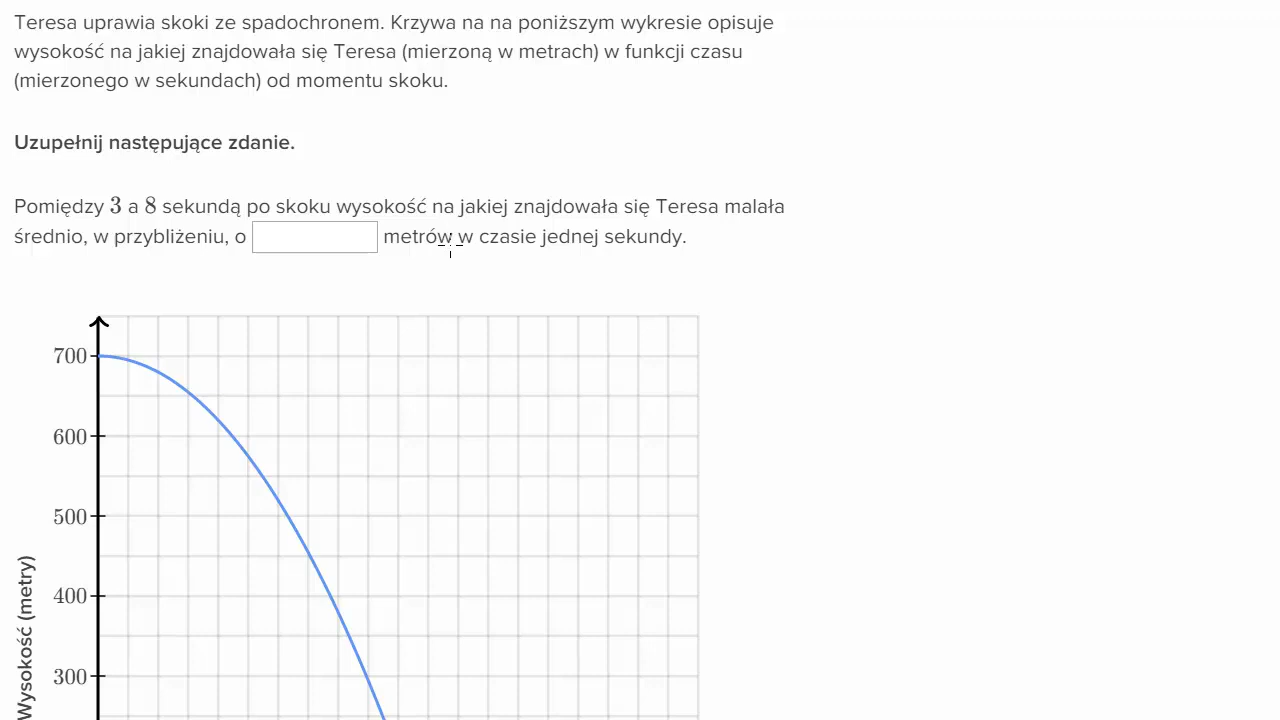 Teresa uprawia skoki ze spadochronem. Krzywa na na poniższym wykresie opisuje
wysokość na jakiej znajdowała się Teresa (mierzoną w metrach) w funkcji czasu
(mierzonego w sekundach) od momentu skoku.
Uzupełnij następujące zdanie.
Pomiędzy 3 a 8 sekundą po skoku wysokość na jakiej znajdowała się Teresa malała
średnio, w przybliżeniu, o metrów w czasie jednej sekundy.
700
600
500
400
300
Wysokość (metry)